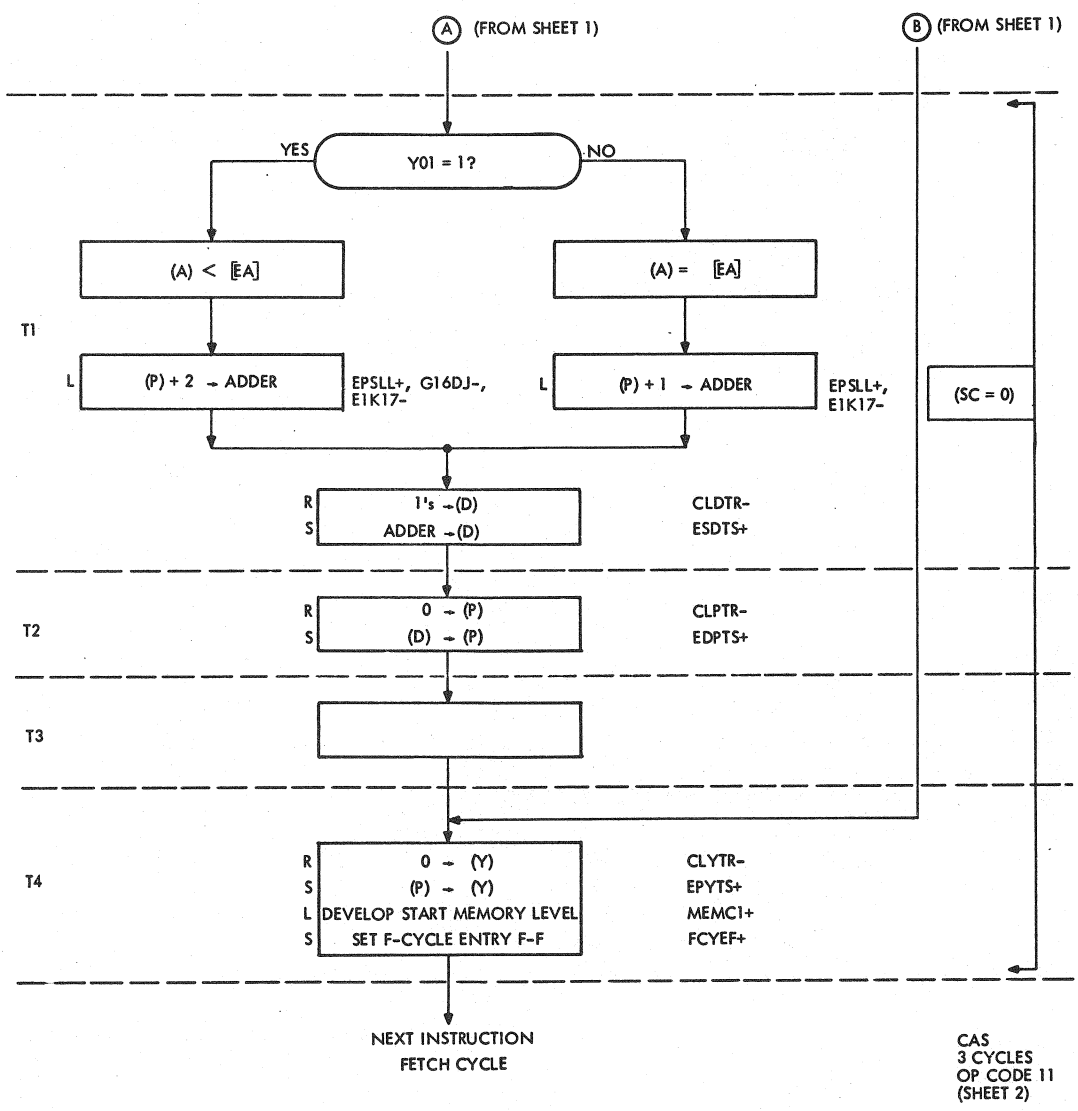 A (FROM SHEET 1)
B (FROM SHEET 1)
YES
Y01 = 1?
NO
(A) < [EA]
(A) = [EA]
T1
L
(P) + 2 → ADDER
EPSLL+, G16DJ-,
E1K17-
L
(P) + 1 → ADDER
EPSLL+,
E1K17-
(SC = 0)
R
1's →(D)
CLDTR-
S
ADDER →(D)
ESDTS+
T2
R
0 → (P)
CLPTR-
S
(D) → (P)
EDPTS+
T3
T4
R
0 → (Y)
CLYTR-
S
(P) → (Y)
EPYTS+
L
DEVELOP START MEMORY LEVEL
MEMC1+
S
SET F-CYCLE ENTRY F-F
FCYEF+
NEXT INSTRUCTION
FETCH CYCLE
CAS
3 CYCLES
OP CODE 11
(SHEET 2)